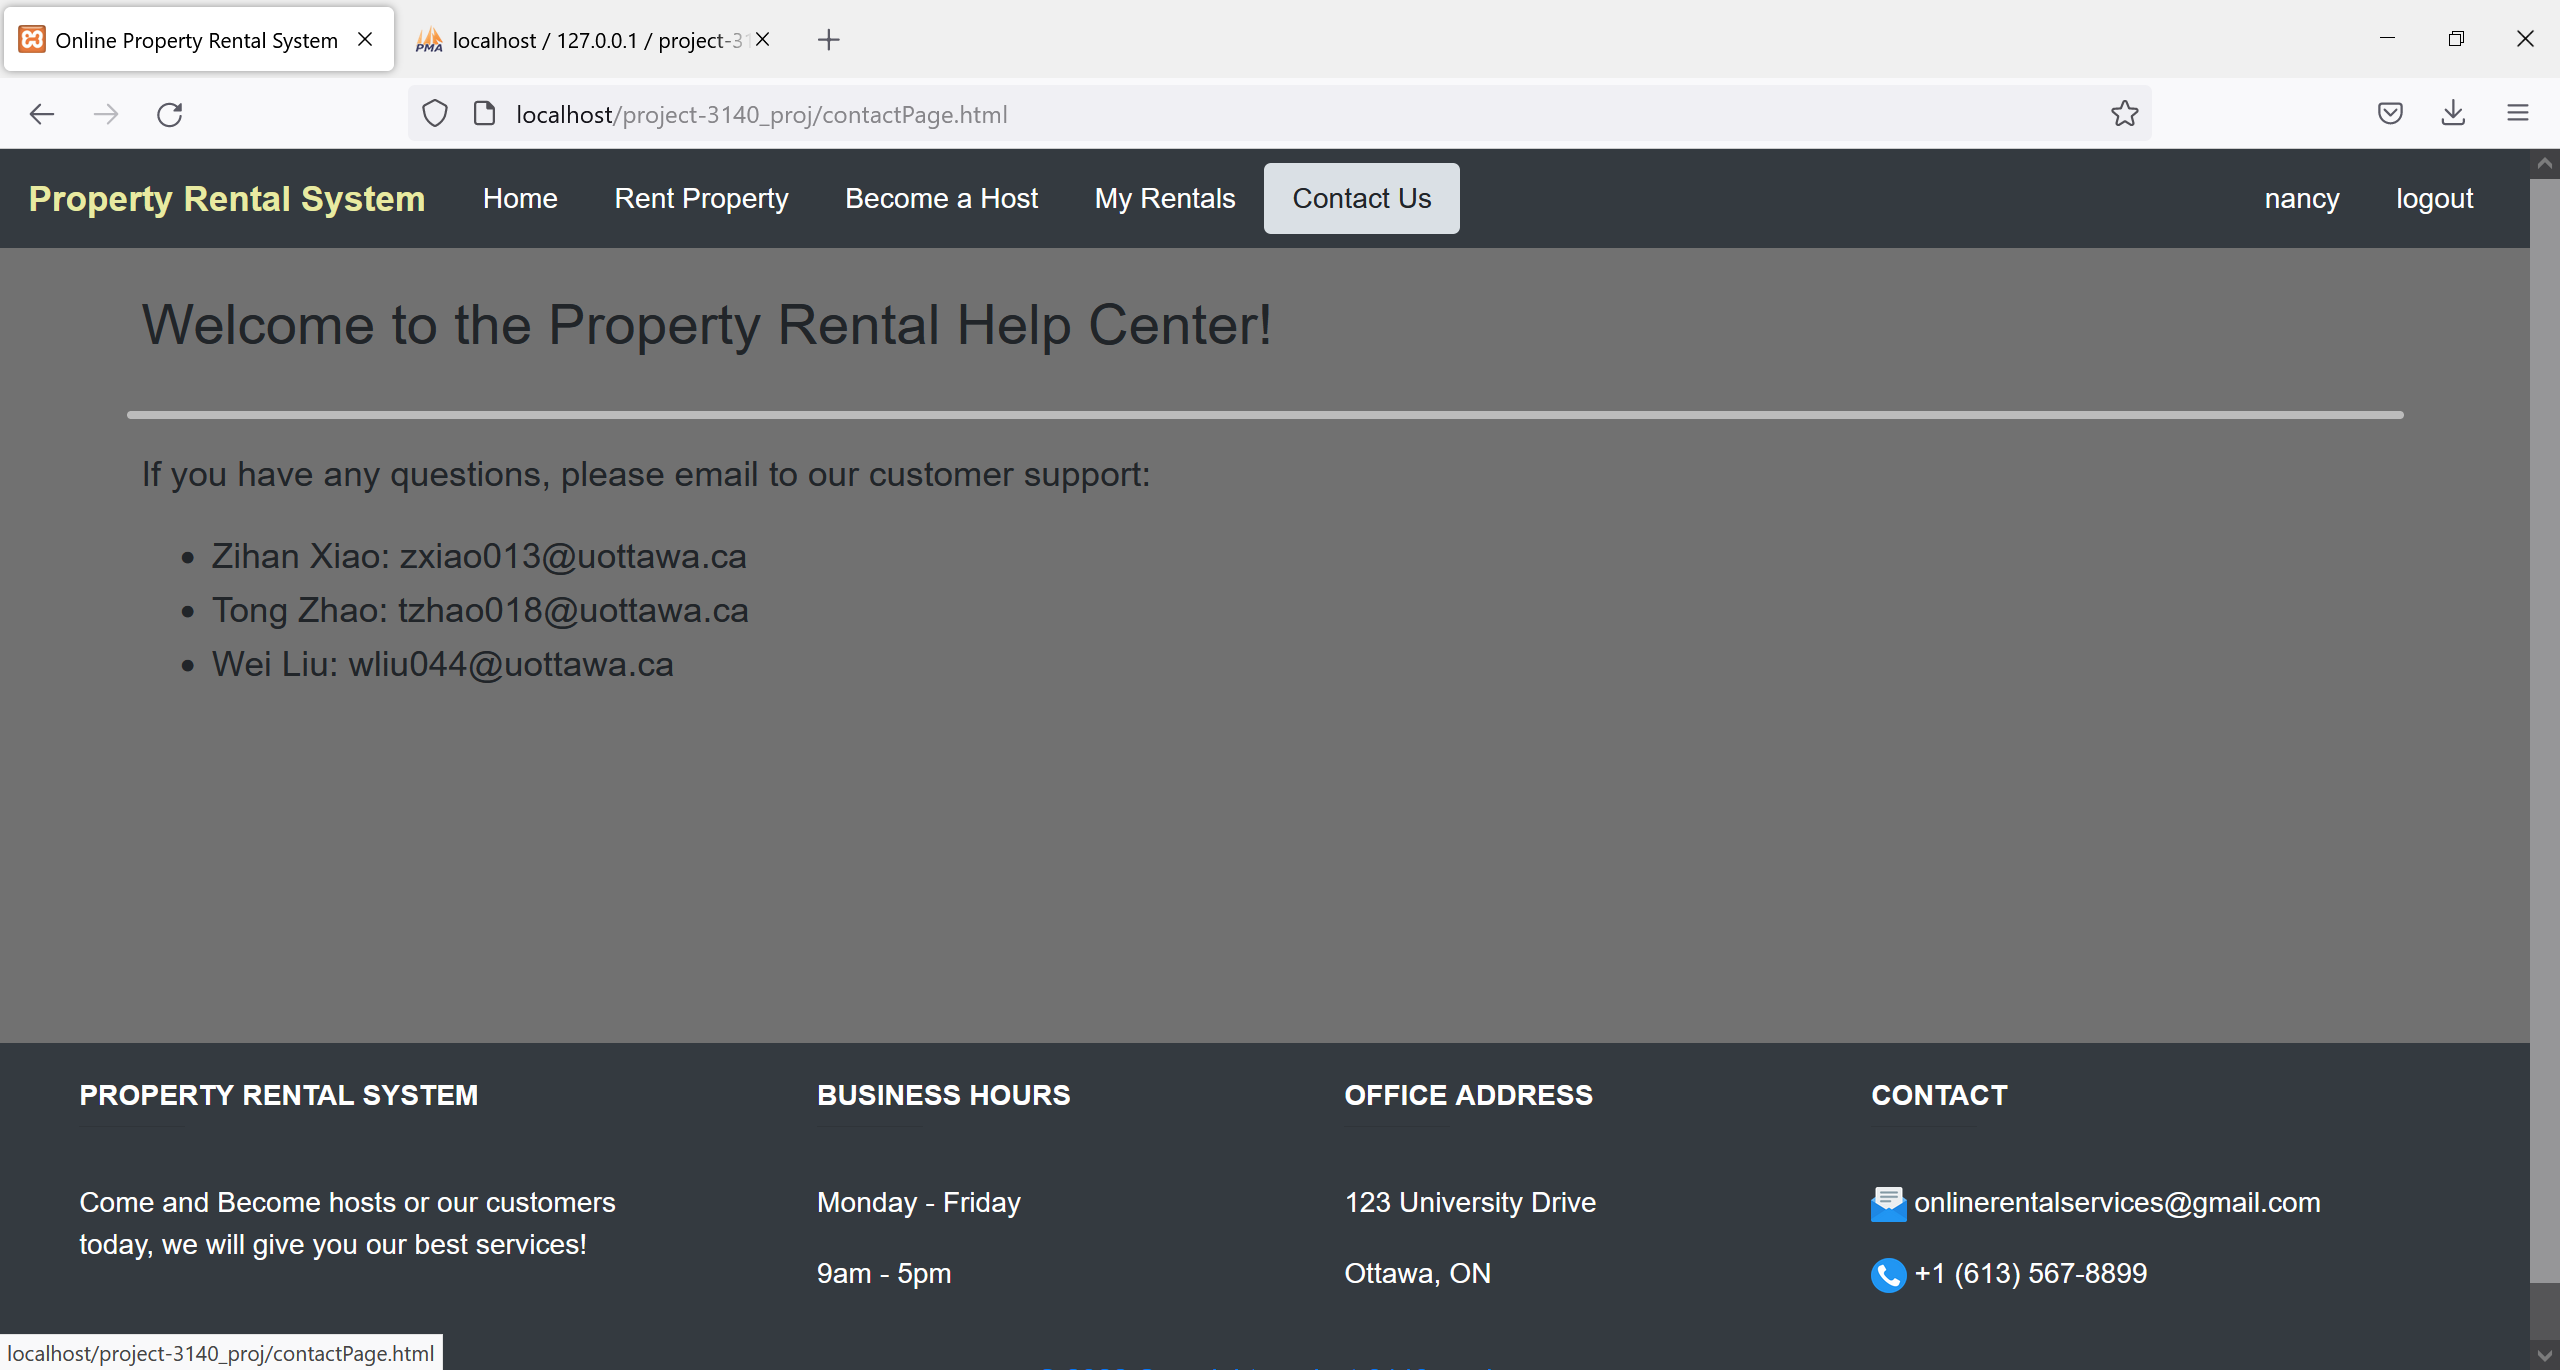 Online Property Rental System
localhost / 127.0.0.1 / project-31
localhost/project-3140_proj/contactPage.html
Property Rental System Home Rent Property Become a Host My Rentals Contact Us nancy logout
Welcome to the Property Rental Help Center!
If you have any questions, please email to our customer support:
• Zihan Xiao: zxiao013@uottawa.ca
• Tong Zhao: tzhao018@uottawa.ca
• Wei Liu: wliu044@uottawa.ca
PROPERTY RENTAL SYSTEM
Come and Become hosts or our customers
today, we will give you our best services!
BUSINESS HOURS
Monday - Friday
9am - 5pm
OFFICE ADDRESS
123 University Drive
Ottawa, ON
CONTACT
onlinerentalservices@gmail.com
+1 (613) 567-8899
localhost/project-3140_proj/contactPage.html